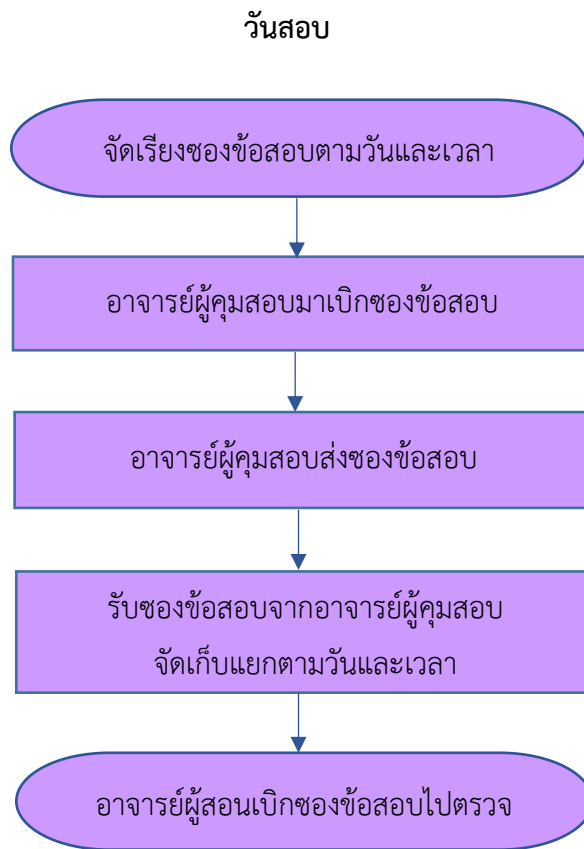 วันสอบ
จัดเรียงซองข้อสอบตามวันและเวลา
อาจารย์ผู้คุมสอบมาเบิกซองข้อสอบ
อาจารย์ผู้คุมสอบส่งซองข้อสอบ
รับซองข้อสอบจากอาจารย์ผู้คุมสอบ
จัดเก็บแยกตามวันและเวลา
อาจารย์ผู้สอนเบิกซองข้อสอบไปตรวจ